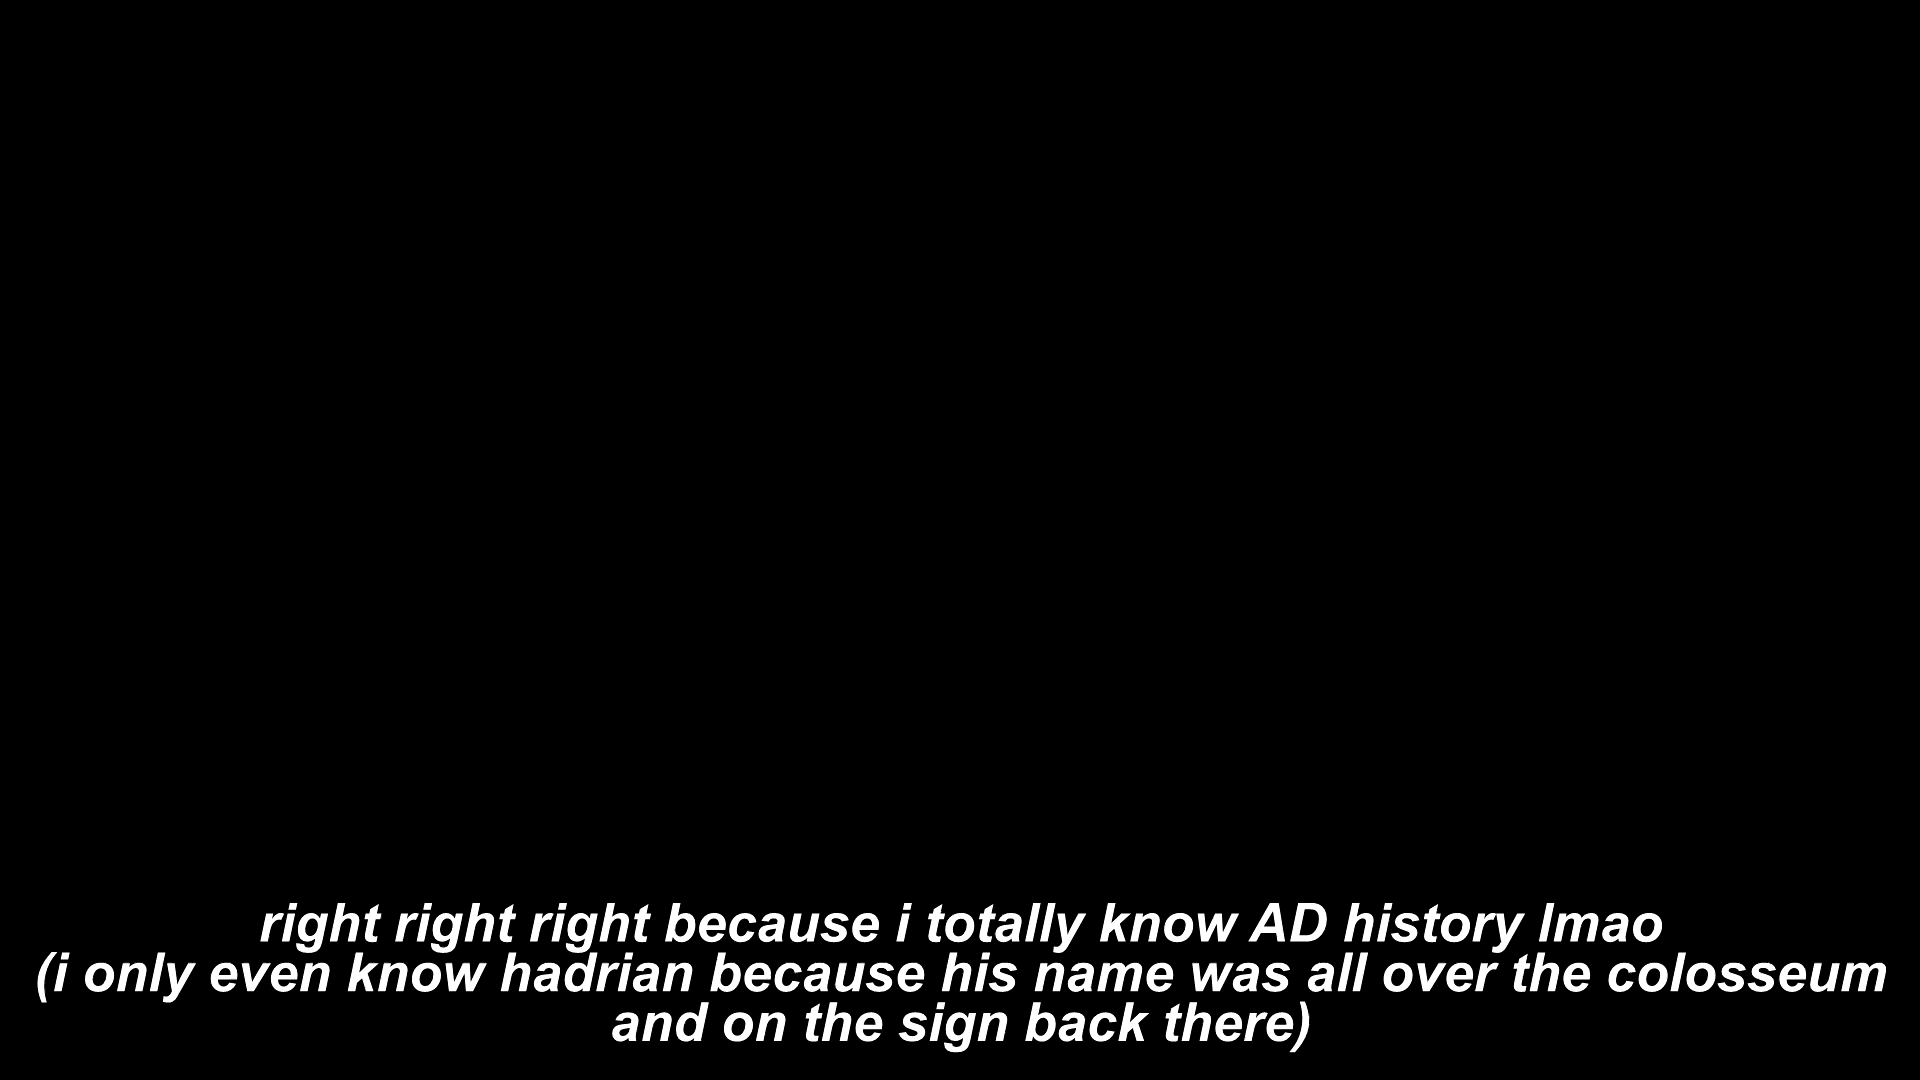 right right right because i totally know AD history lmao
(i only even know hadrian because his name was all over the colosseum
and on the sign back there)